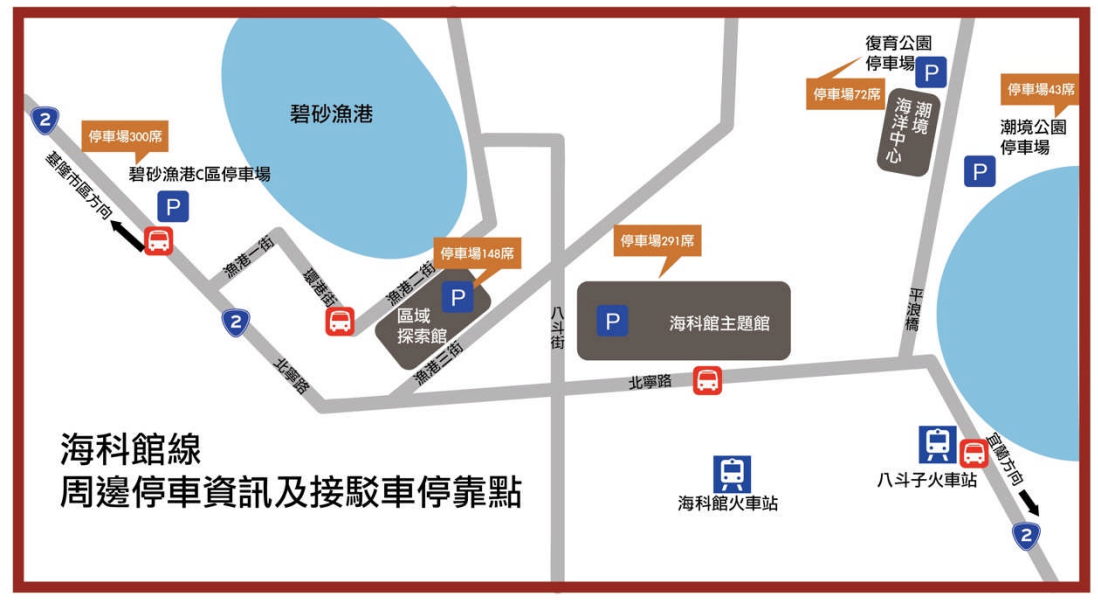 復育公園
停車場
P
停車場72席
停車場43席
潮境
海洋中心
潮境公園
停車場
P
碧砂漁港
2
停車場300席
碧砂漁港C區停車場
P
基隆市區方向
漁港一街
環港街
漁港二街
停車場148席
P
區域
探索館
漁港三街
停車場291席
P
海科館主題館
八斗街
平浪橋
2
北寧路
北寧路
海科館線
周邊停車資訊及接駁車停靠點
海科館火車站
八斗子火車站
宜蘭方向
2